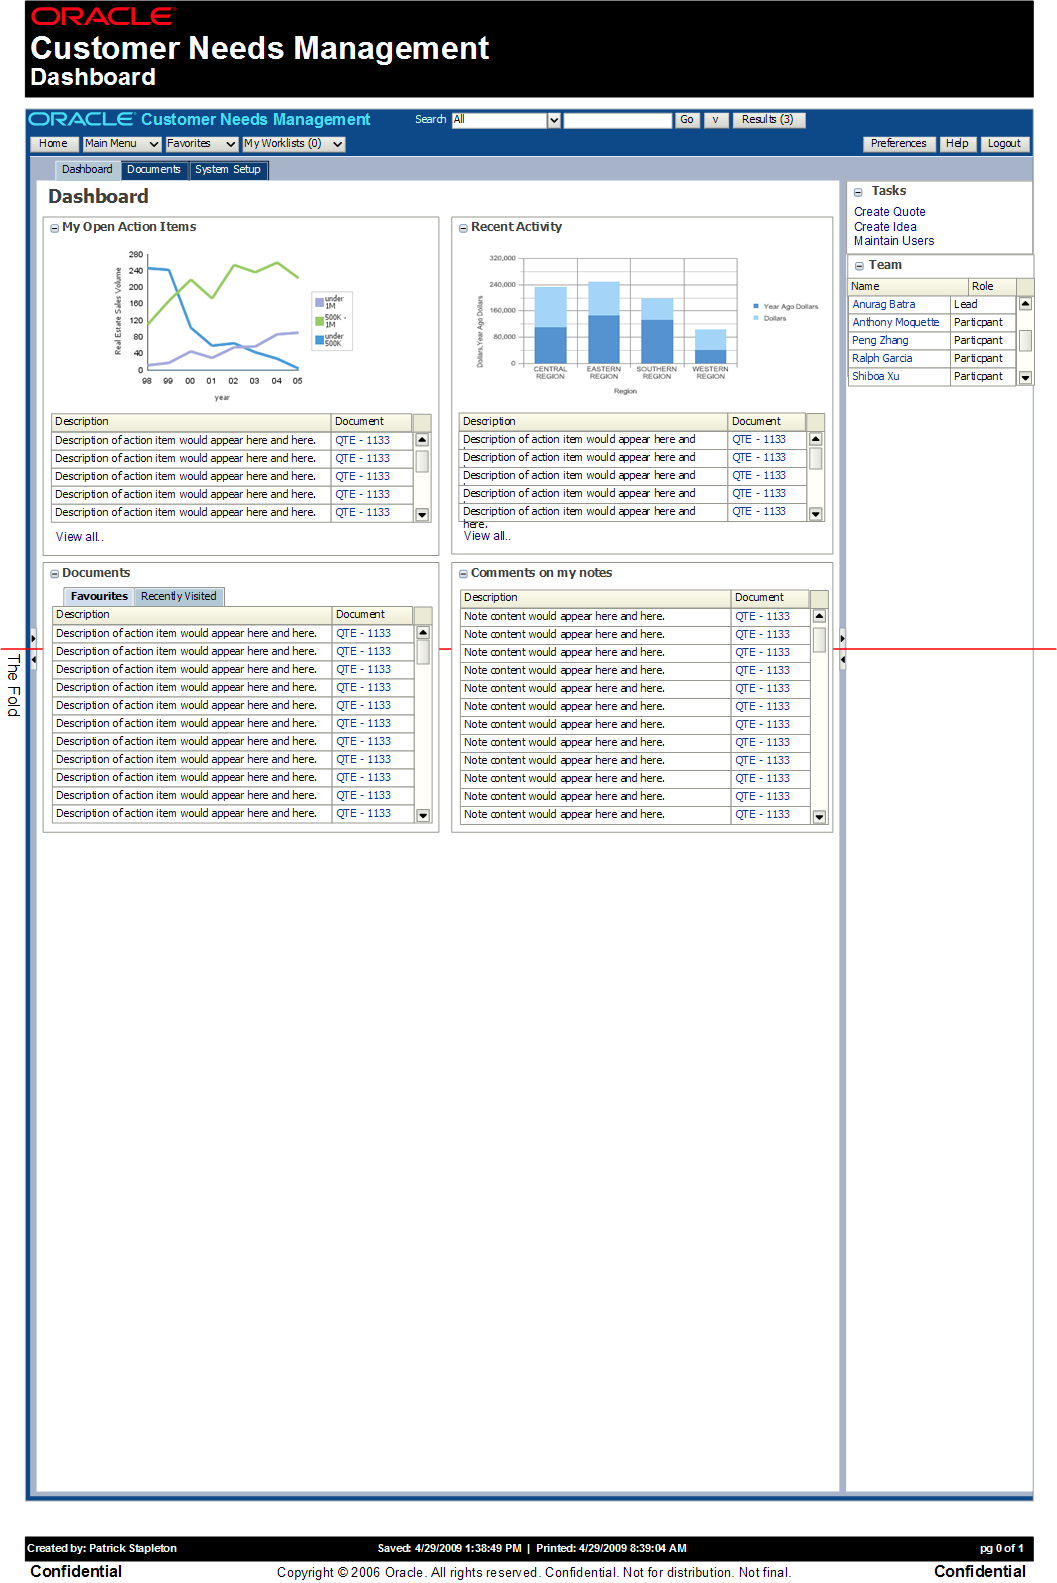 ORACLE
Customer Needs Management
Dashboard
ORACLE Customer Needs Management
Search All Go v Results (3)
Home Main Menu Favorites My Worklists (0) Preferences Help Logout
Dashboard Documents System Setup
Dashboard
My Open Action Items
280
240
200
160
120
80
40
0
Real Estate Sales Volume
98 99 00 01 02 03 04 05
year
under 1M
500K - 1M
under 500K
Description Document
Description of action item would appear here and here. QTE - 1133
Description of action item would appear here and here. QTE - 1133
Description of action item would appear here and here. QTE - 1133
Description of action item would appear here and here. QTE - 1133
Description of action item would appear here and here. QTE - 1133
View all..
Recent Activity
320,000
240,000
160,000
80,000
0
Dollars,Year Ago Dollars
CENTRAL REGION
EASTERN REGION
SOUTHERN REGION
WESTERN REGION
Region
Year Ago Dollars
Dollars
Description Document
Description of action item would appear here and QTE - 1133
Description of action item would appear here and QTE - 1133
Description of action item would appear here and QTE - 1133
Description of action item would appear here and QTE - 1133
Description of action item would appear here and QTE - 1133
here.
View all..
Documents
Favourites Recently Visited
Description Document
Description of action item would appear here and here. QTE - 1133
Description of action item would appear here and here. QTE - 1133
Description of action item would appear here and here. QTE - 1133
Description of action item would appear here and here. QTE - 1133
Description of action item would appear here and here. QTE - 1133
Description of action item would appear here and here. QTE - 1133
Description of action item would appear here and here. QTE - 1133
Description of action item would appear here and here. QTE - 1133
Description of action item would appear here and here. QTE - 1133
Description of action item would appear here and here. QTE - 1133
Description of action item would appear here and here. QTE - 1133
Comments on my notes
Description Document
Note content would appear here and here. QTE - 1133
Note content would appear here and here. QTE - 1133
Note content would appear here and here. QTE - 1133
Note content would appear here and here. QTE - 1133
Note content would appear here and here. QTE - 1133
Note content would appear here and here. QTE - 1133
Note content would appear here and here. QTE - 1133
Note content would appear here and here. QTE - 1133
Note content would appear here and here. QTE - 1133
Note content would appear here and here. QTE - 1133
Note content would appear here and here. QTE - 1133
Note content would appear here and here. QTE - 1133
Tasks
Create Quote
Create Idea
Maintain Users
Team
Name Role
Anurag Batra Lead
Anthony Moquette Particpant
Peng Zhang Particpant
Ralph Garcia Particpant
Shiboa Xu Particpant
The Fold
Created by: Patrick Stapleton Saved: 4/29/2009 1:38:49 PM | Printed: 4/29/2009 8:39:04 AM pg 0 of 1
Confidential Copyright © 2006 Oracle. All rights reserved. Confidential. Not for distribution. Not final. Confidential